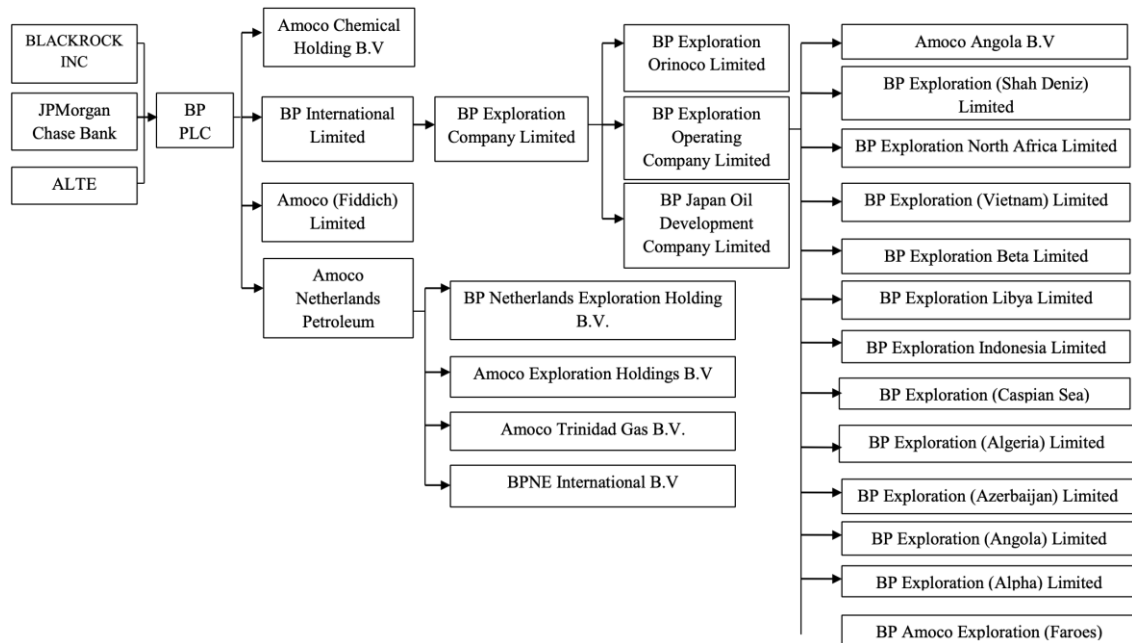 BLACKROCK
INC
JPMorgan
Chase Bank
ALTE
BP
PLC
Amoco Chemical
Holding B.V
BP International
Limited
Amoco (Fiddich)
Limited
Amoco
Netherlands
Petroleum
BP Exploration
Company Limited
BP Netherlands Exploration Holding
B.V.
Amoco Exploration Holdings B.V
Amoco Trinidad Gas B.V.
BPNE International B.V
BP Exploration
Orinoco Limited
BP Exploration
Operating
Company Limited
BP Japan Oil
Development
Company Limited
Amoco Angola B.V
BP Exploration (Shah Deniz)
Limited
BP Exploration North Africa Limited
BP Exploration (Vietnam) Limited
BP Exploration Beta Limited
BP Exploration Libya Limited
BP Exploration Indonesia Limited
BP Exploration (Caspian Sea)
BP Exploration (Algeria) Limited
BP Exploration (Azerbaijan) Limited
BP Exploration (Angola) Limited
BP Exploration (Alpha) Limited
BP Amoco Exploration (Faroes)